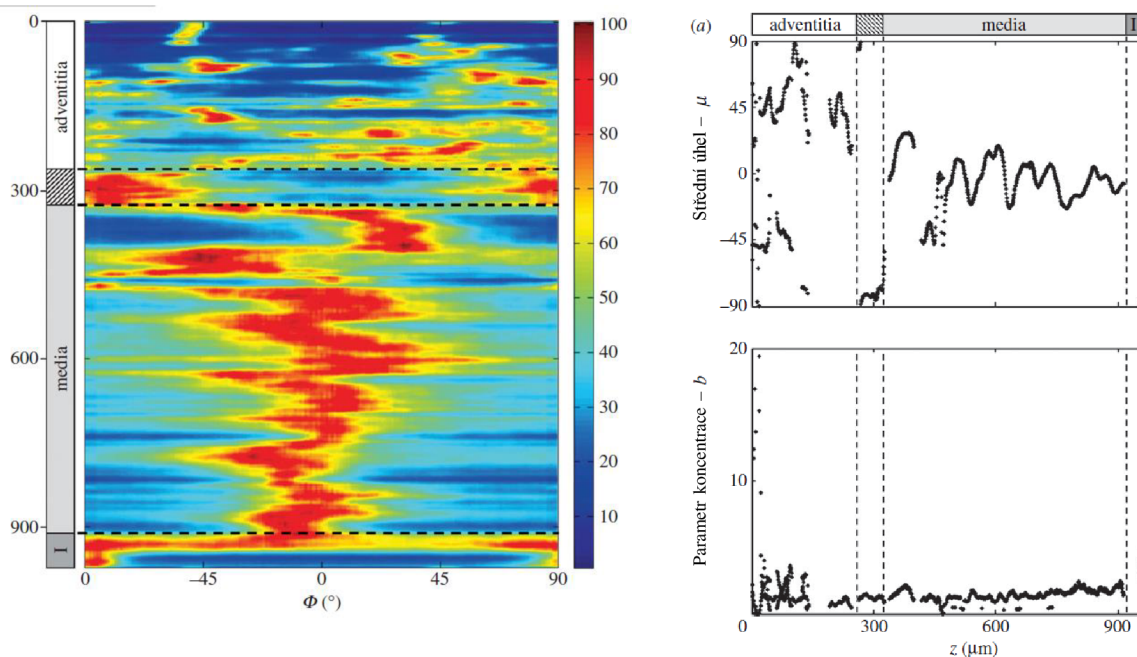 0
300
600
900
adventitia
media
I
0
−45
0
45
90
Φ (°)
100
90
80
70
60
50
40
30
20
10
(a)
adventitia
media
I
90
45
0
−45
−90
Střední úhel – μ
20
10
Parametr koncentrace – b
0
300
600
900
z (μm)